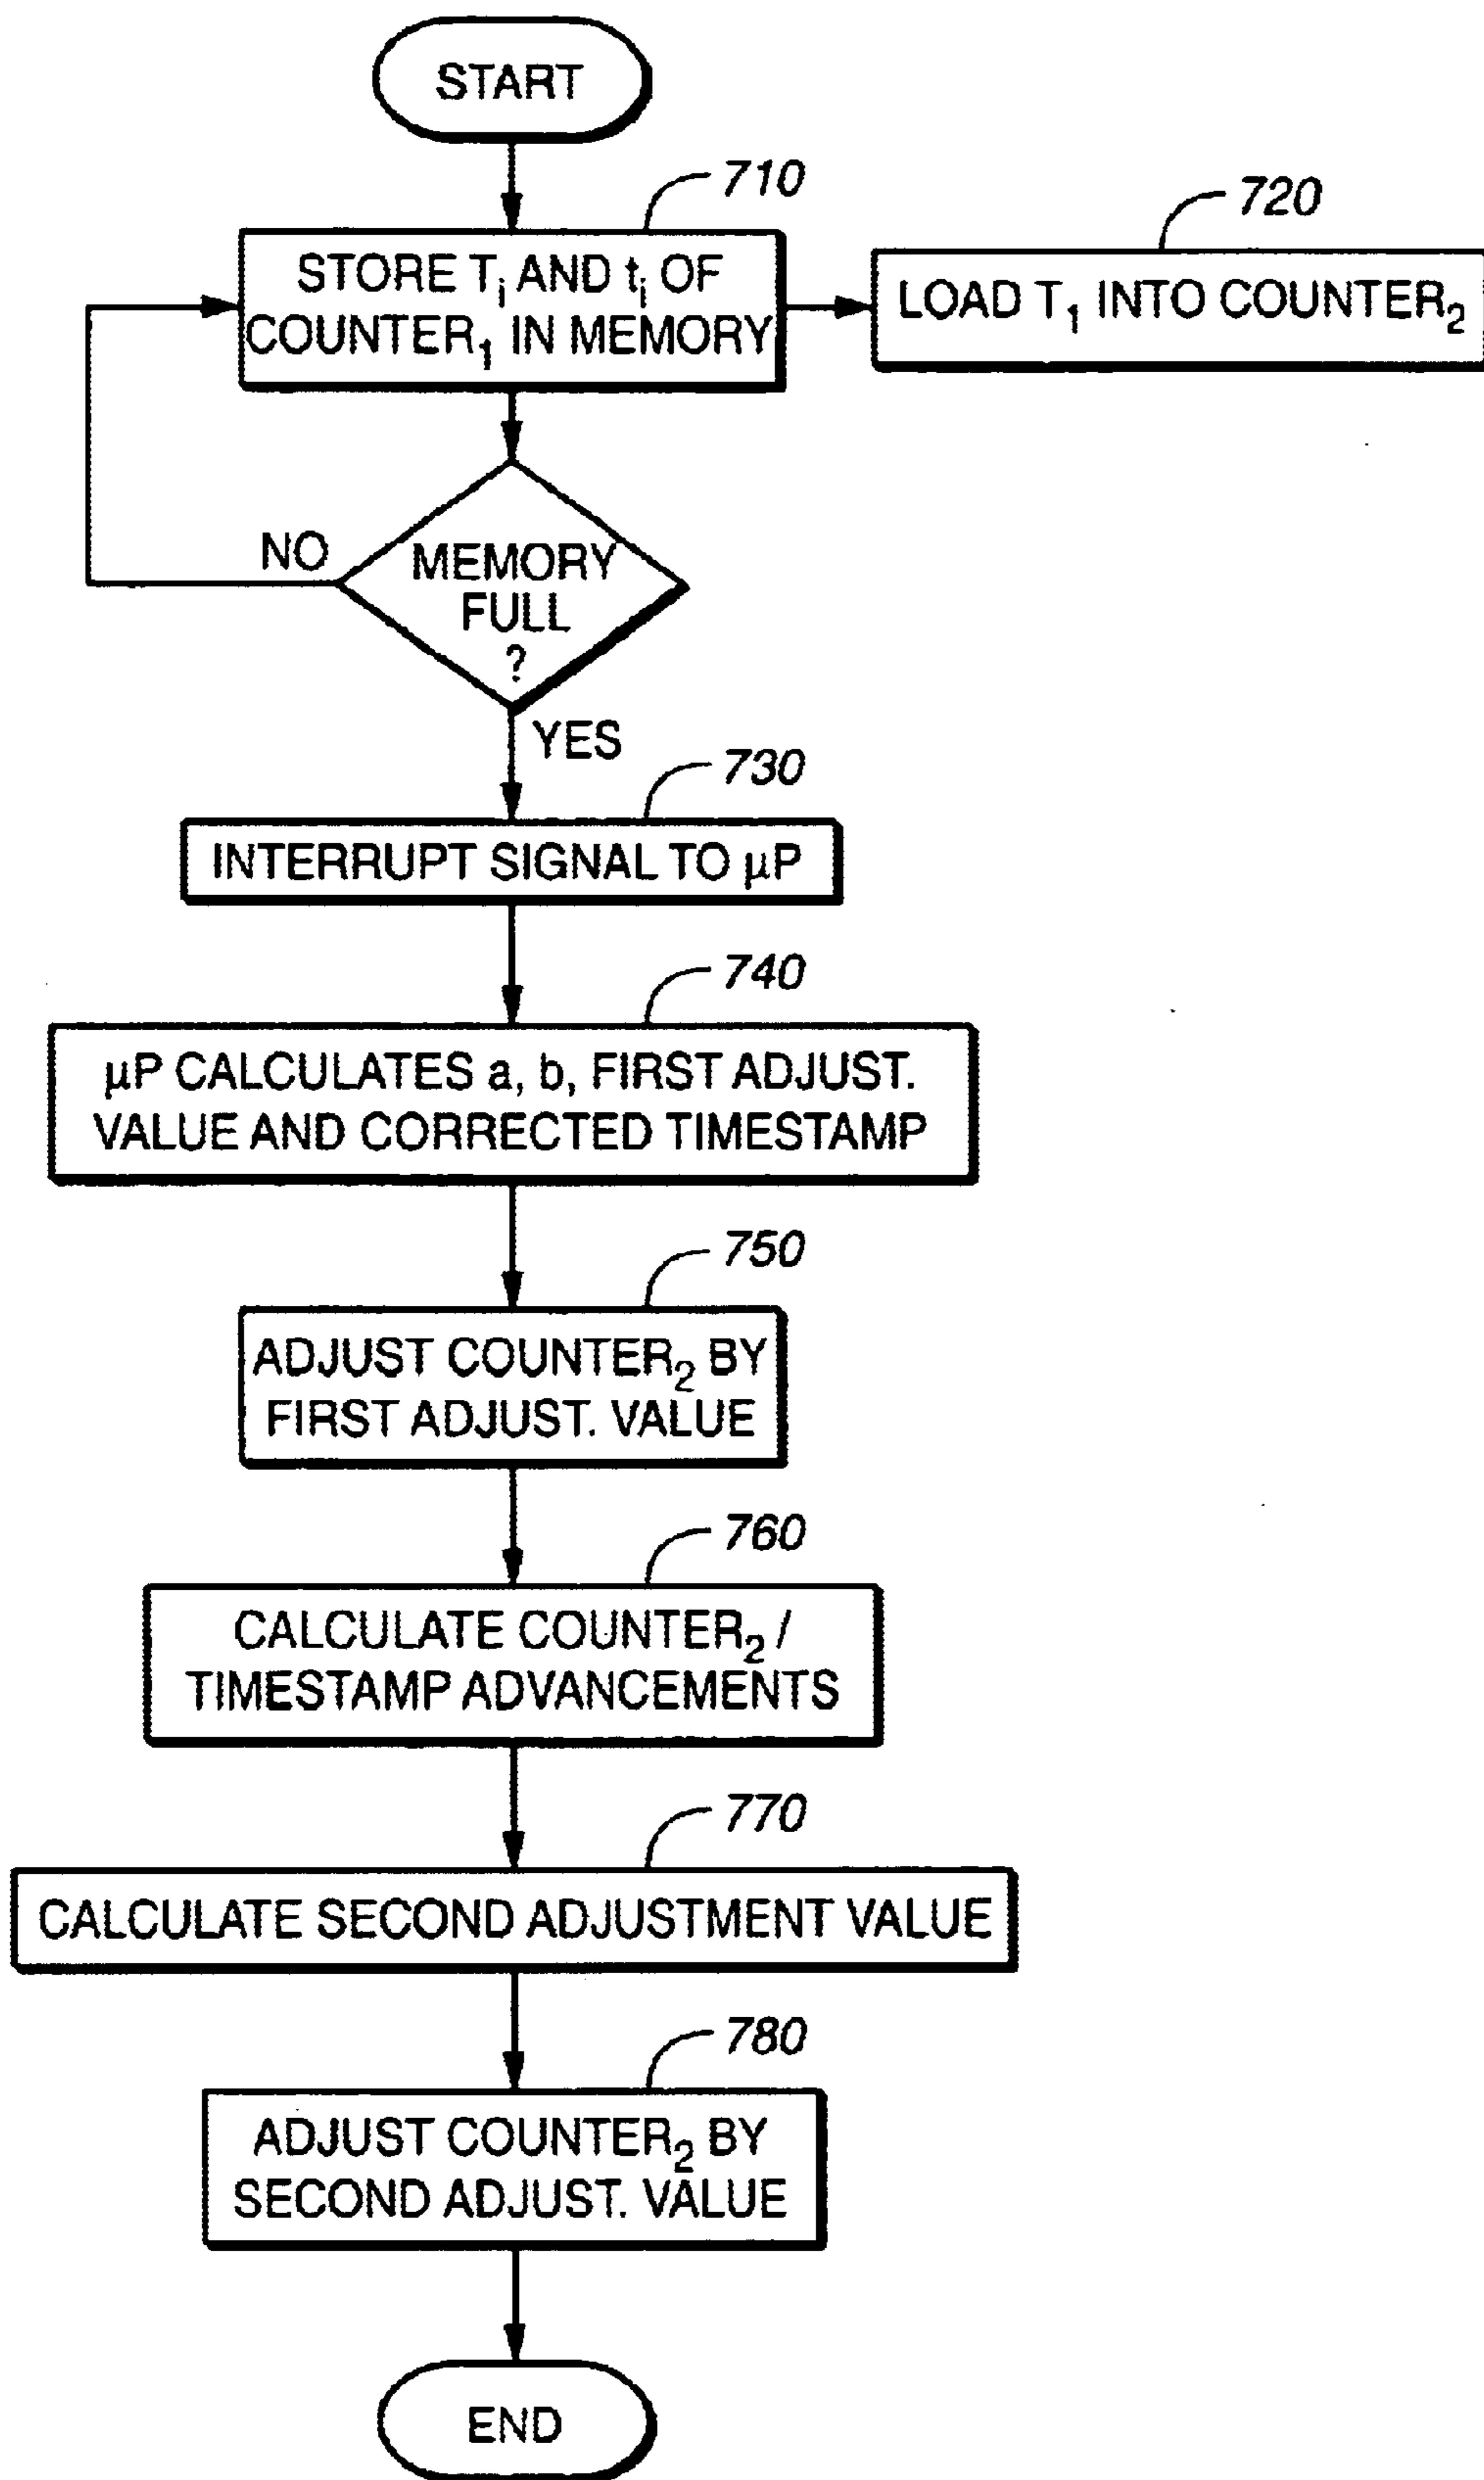 START
710
STORE Tᵢ AND tᵢ OF
COUNTER₁ IN MEMORY
720
LOAD T₁ INTO COUNTER₂
NO
MEMORY
FULL
?
YES
730
INTERRUPT SIGNAL TO µP
740
µP CALCULATES a, b, FIRST ADJUST.
VALUE AND CORRECTED TIMESTAMP
750
ADJUST COUNTER₂ BY
FIRST ADJUST. VALUE
760
CALCULATE COUNTER₂ /
TIMESTAMP ADVANCEMENTS
770
CALCULATE SECOND ADJUSTMENT VALUE
780
ADJUST COUNTER₂ BY
SECOND ADJUST. VALUE
END